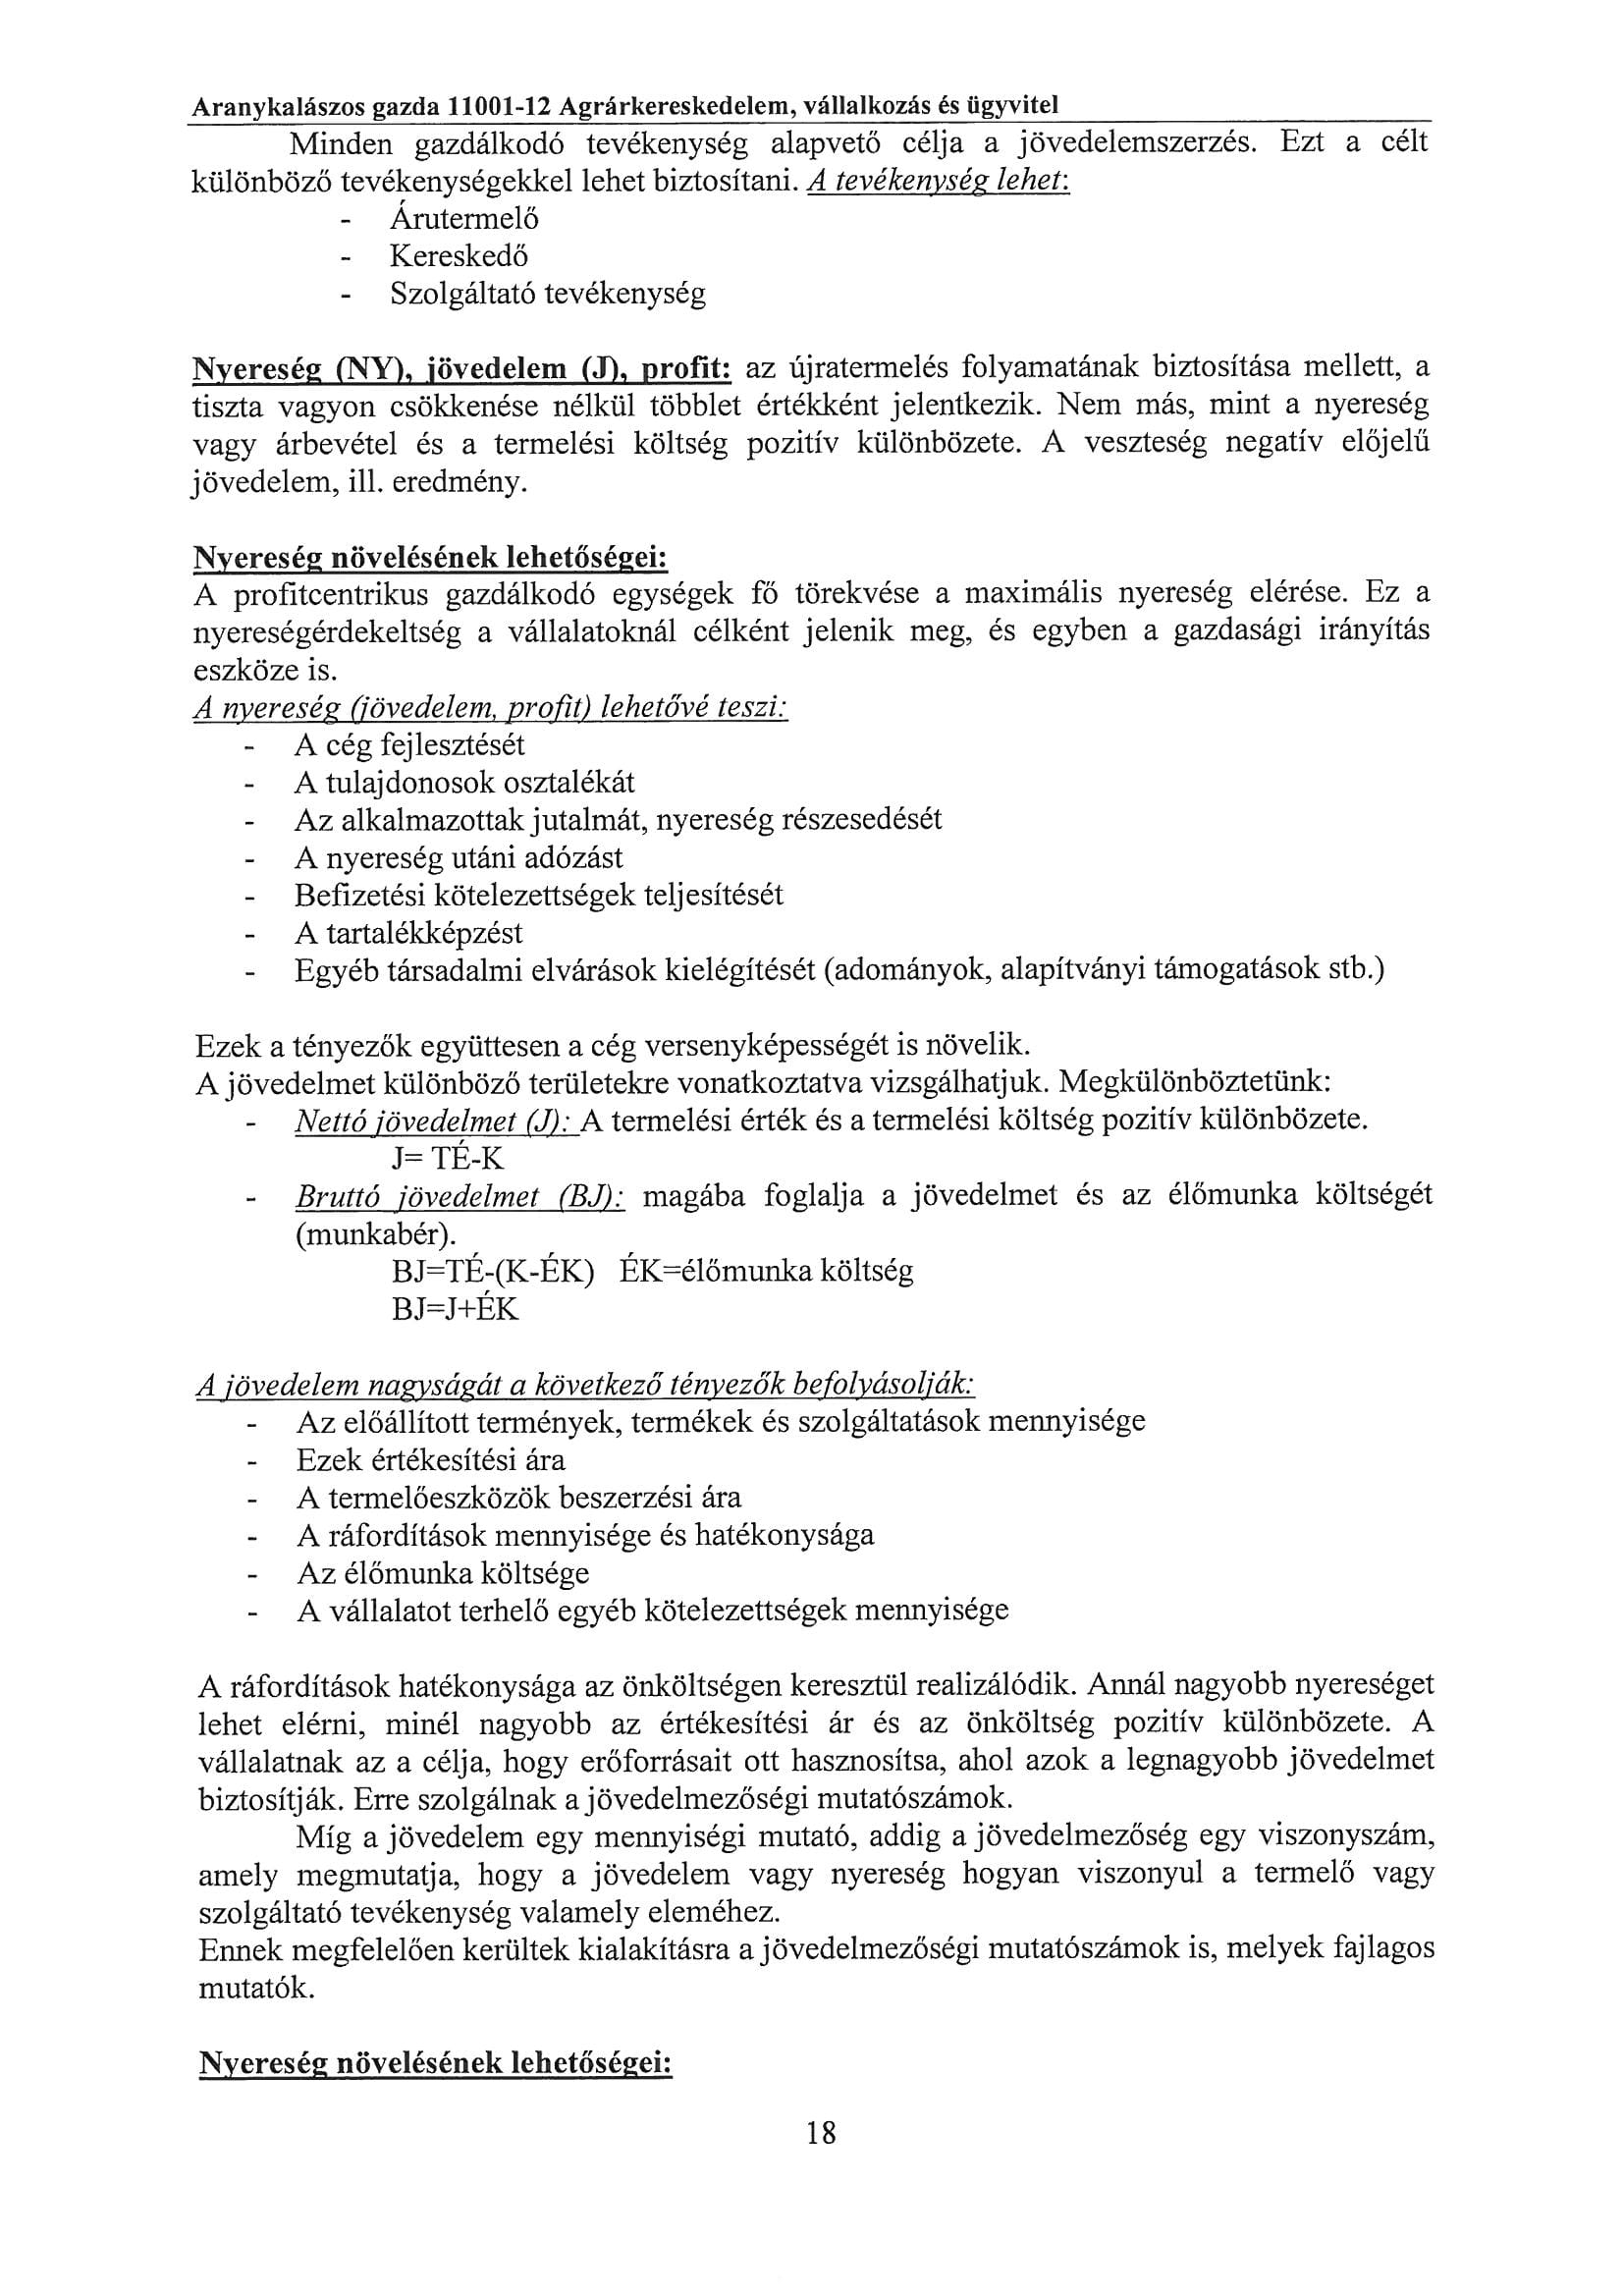 Aranykalászos gazda 11001-12 Agrárkereskedelem, vállalkozás és ügyvitel
Minden gazdálkodó tevékenység alapvető célja a jövedelemszerzés. Ezt a célt
különböző tevékenységekkel lehet biztosítani. A tevékenység lehet:
- Árutermelő
- Kereskedő
- Szolgáltató tevékenység
Nyereség (NY), jövedelem (J), profit: az újratermelés folyamatának biztosítása mellett, a
tiszta vagyon csökkenése nélkül többlet értékként jelentkezik. Nem más, mint a nyereség
vagy árbevétel és a termelési költség pozitív különbözete. A veszteség negatív előjelű
jövedelem, ill. eredmény.
Nyereség növelésének lehetőségei:
A profitcentrikus gazdálkodó egységek fő törekvése a maximális nyereség elérése. Ez a
nyereségérdekeltség a vállalatoknál célként jelenik meg, és egyben a gazdasági irányítás
eszköze is.
A nyereség (jövedelem, profit) lehetővé teszi:
- A cég fejlesztését
- A tulajdonosok osztalékát
- Az alkalmazottak jutalmát, nyereség részesedését
- A nyereség utáni adózást
- Befizetési kötelezettségek teljesítését
- A tartalékképzést
- Egyéb társadalmi elvárások kielégítését (adományok, alapítványi támogatások stb.)
Ezek a tényezők együttesen a cég versenyképességét is növelik.
A jövedelmet különböző területekre vonatkoztatva vizsgálhatjuk. Megkülönböztetünk:
- Nettó jövedelmet (J): A termelési érték és a termelési költség pozitív különbözete.
J= TÉ-K
- Bruttó jövedelmet (BJ): magába foglalja a jövedelmet és az élőmunka költségét
(munkabér).
BJ=TÉ-(K-ÉK) ÉK=élőmunka költség
BJ=J+ÉK
A jövedelem nagyságát a következő tényezők befolyásolják:
- Az előállított termények, termékek és szolgáltatások mennyisége
- Ezek értékesítési ára
- A termelőeszközök beszerzési ára
- A ráfordítások mennyisége és hatékonysága
- Az élőmunka költsége
- A vállalatot terhelő egyéb kötelezettségek mennyisége
A ráfordítások hatékonysága az önköltségen keresztül realizálódik. Annál nagyobb nyereséget
lehet elérni, minél nagyobb az értékesítési ár és az önköltség pozitív különbözete. A
vállalatnak az a célja, hogy erőforrásait ott hasznosítsa, ahol azok a legnagyobb jövedelmet
biztosítják. Erre szolgálnak a jövedelmezőségi mutatószámok.
Míg a jövedelem egy mennyiségi mutató, addig a jövedelmezőség egy viszonyszám,
amely megmutatja, hogy a jövedelem vagy nyereség hogyan viszonyul a termelő vagy
szolgáltató tevékenység valamely eleméhez.
Ennek megfelelően kerültek kialakításra a jövedelmezőségi mutatószámok is, melyek fajlagos
mutatók.
Nyereség növelésének lehetőségei:
18